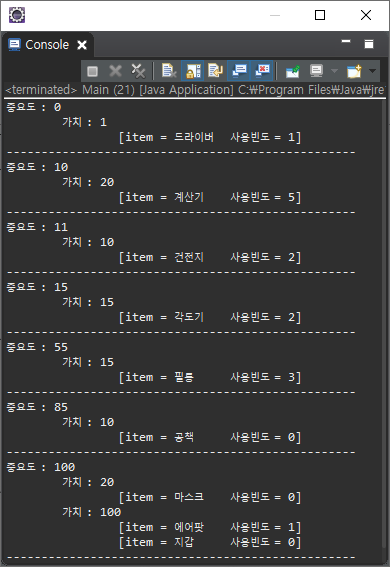 Console
<terminated> Main (21) [Java Application] C:₩Program Files₩Java₩jre
중요도 : 0
가치 : 1
[item = 드라이버 사용빈도 = 1]
-------------------------------------------------
중요도 : 10
가치 : 20
[item = 계산기 사용빈도 = 5]
-------------------------------------------------
중요도 : 11
가치 : 10
[item = 건전지 사용빈도 = 2]
-------------------------------------------------
중요도 : 15
가치 : 15
[item = 각도기 사용빈도 = 2]
-------------------------------------------------
중요도 : 55
가치 : 15
[item = 필통 사용빈도 = 3]
-------------------------------------------------
중요도 : 85
가치 : 10
[item = 공책 사용빈도 = 0]
-------------------------------------------------
중요도 : 100
가치 : 20
[item = 마스크 사용빈도 = 0]
가치 : 100
[item = 에어팟 사용빈도 = 1]
[item = 지갑 사용빈도 = 0]
-------------------------------------------------